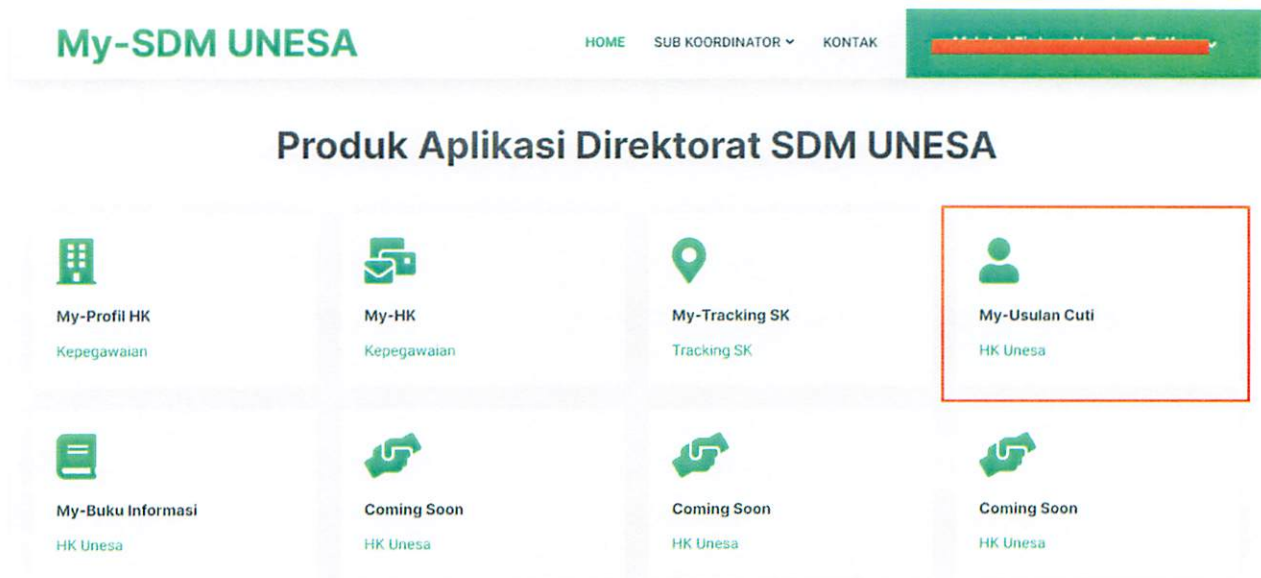 My-SDM UNESA
HOME SUB KOORDINATOR KONTAK
Produk Aplikasi Direktorat SDM UNESA
My-Profil HK
Kepegawaian
My-HK
Kepegawaian
My-Tracking SK
Tracking SK
My-Usulan Cuti
HK Unesa
My-Buku Informasi
HK Unesa
Coming Soon
HK Unesa
Coming Soon
HK Unesa
Coming Soon
HK Unesa